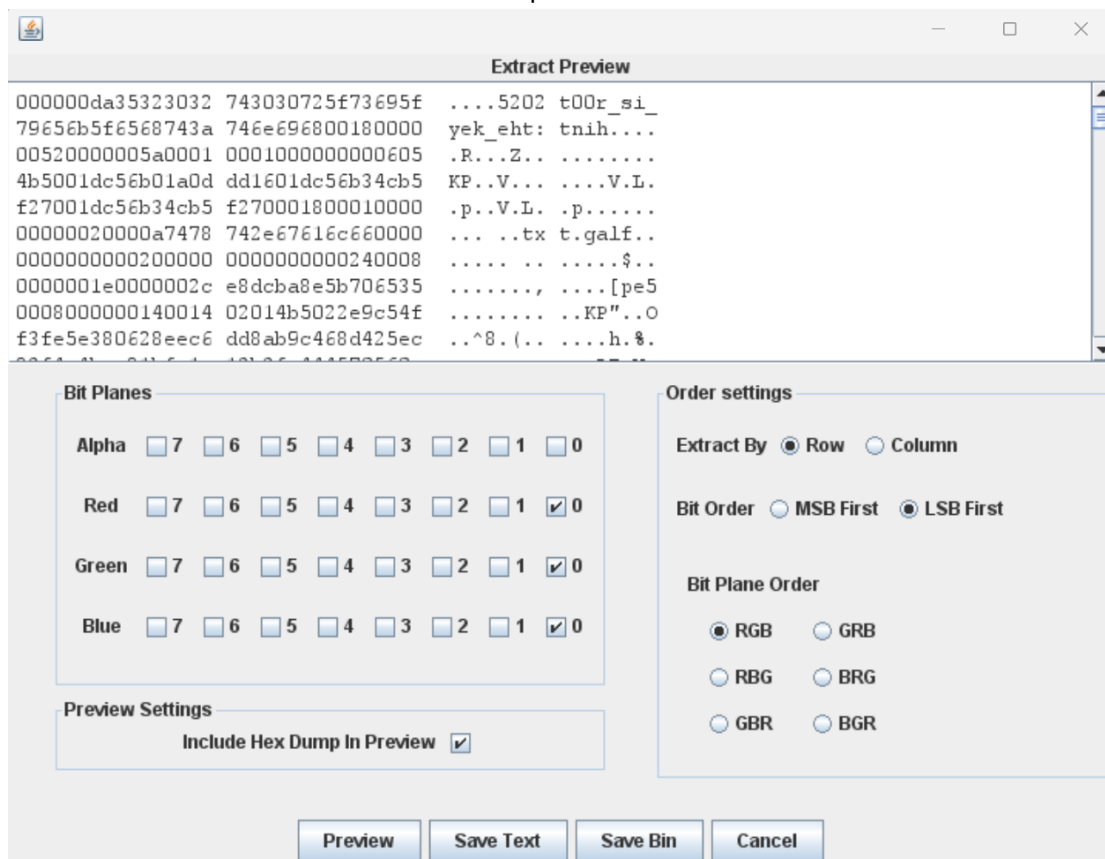 Extract Preview
000000da35323032 743030725f73695f ....5202 t00r_si_
79656b5f6568743a 746e696800180000 yek_eht: tnih....
00520000005a0001 0001000000000605 .R...Z.. ........
4b5001dc56b01a0d dd1601dc56b34cb5 KP..V... ....V.L.
f27001dc56b34cb5 f270001800010000 .p..V.L. .p......
00000020000a7478 742e67616c660000 ... ..tx t.galf..
0000000000200000 0000000000240008 ..... .. .....$..
0000001e0000002c e8dcba8e5b706535 ......., ....[pe5
0008000000140014 02014b5022e9c54f ........ ..KP"..O
f3fe5e380628eec6 dd8ab9c468d425ec ..^8.(.. ....h.%.
Bit Planes
Alpha 7 6 5 4 3 2 1 0
Red 7 6 5 4 3 2 1 0
Green 7 6 5 4 3 2 1 0
Blue 7 6 5 4 3 2 1 0
Preview Settings
Include Hex Dump In Preview
Order settings
Extract By Row Column
Bit Order MSB First LSB First
Bit Plane Order
RGB GRB
RBG BRG
GBR BGR
Preview Save Text Save Bin Cancel